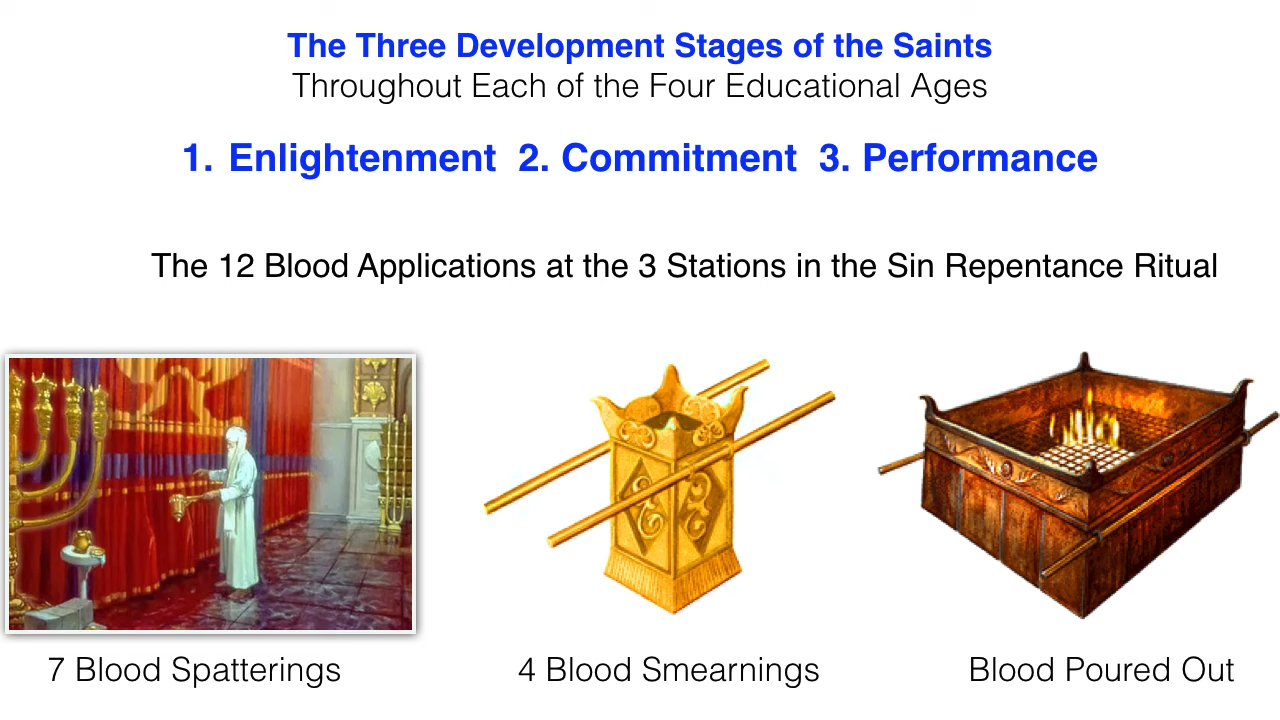 The Three Development Stages of the Saints
Throughout Each of the Four Educational Ages
1. Enlightenment 2. Commitment 3. Performance
The 12 Blood Applications at the 3 Stations in the Sin Repentance Ritual
7 Blood Spatterings
4 Blood Smearnings
Blood Poured Out